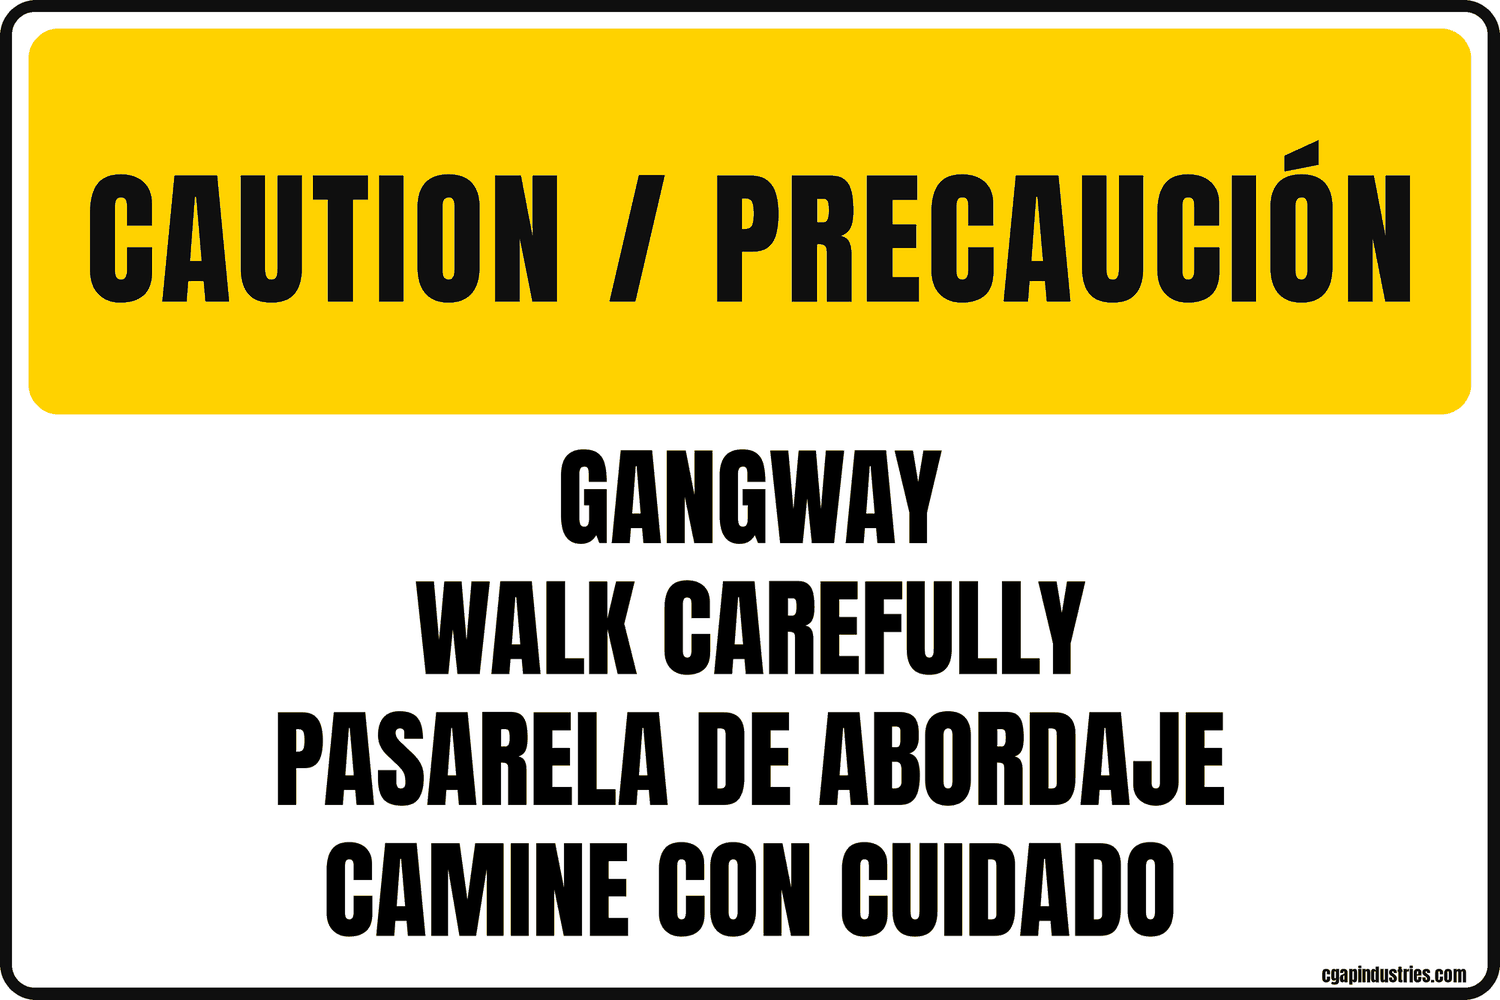 CAUTION / PRECAUCIÓN
GANGWAY
WALK CAREFULLY
PASARELA DE ABORDAJE
CAMINE CON CUIDADO
cgapindustries.com